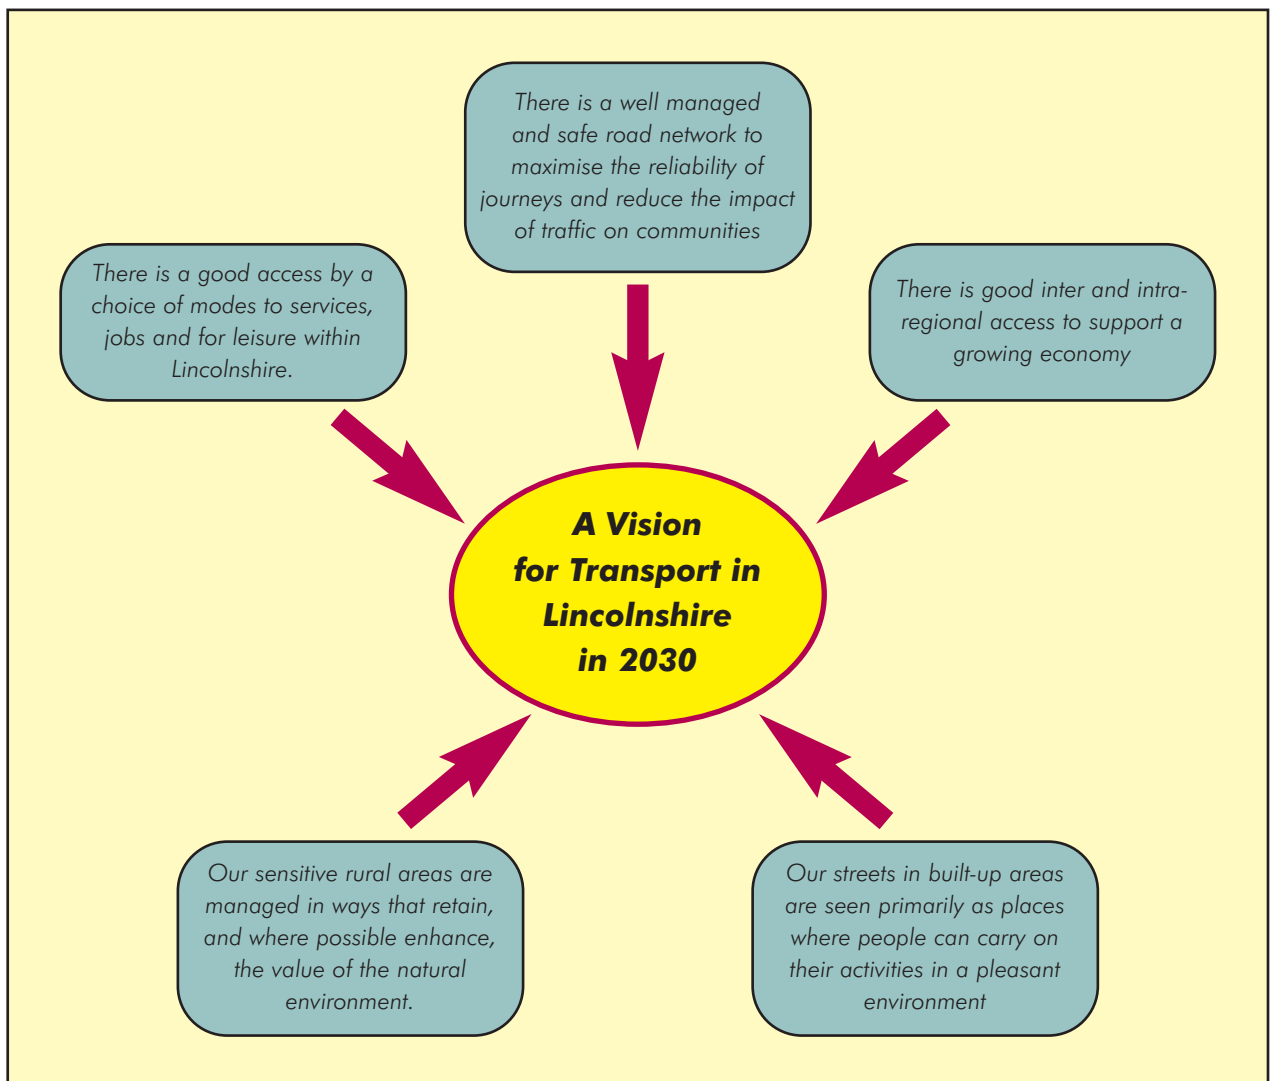 There is a well managed
and safe road network to
maximise the reliability of
journeys and reduce the impact
of traffic on communities
There is a good access by a
choice of modes to services,
jobs and for leisure within
Lincolnshire.
There is good inter and intra-
regional access to support a
growing economy
A Vision
for Transport in
Lincolnshire
in 2030
Our sensitive rural areas are
managed in ways that retain,
and where possible enhance,
the value of the natural
environment.
Our streets in built-up areas
are seen primarily as places
where people can carry on
their activities in a pleasant
environment